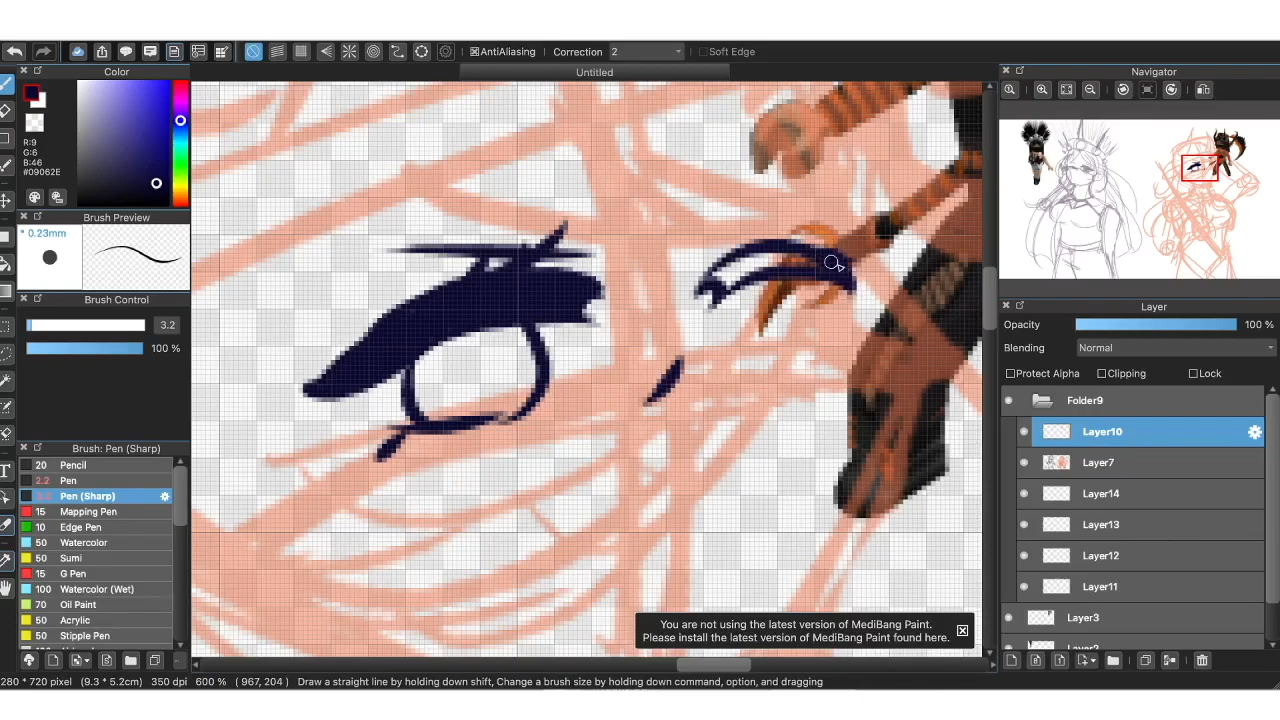 AntiAliasing Correction 2 Soft Edge
Color
Untitled
Navigator
R:9
G:6
B:46
#09062E
Brush Preview
* 0.23mm
Brush Control
3.2
100 %
Brush: Pen (Sharp)
20 Pencil
2.2 Pen
Pen (Sharp)
15 Mapping Pen
10 Edge Pen
50 Watercolor
50 Sumi
15 G Pen
100 Watercolor (Wet)
70 Oil Paint
50 Acrylic
50 Stipple Pen
Layer
Opacity 100 %
Blending Normal
Protect Alpha Clipping Lock
Folder9
Layer10
Layer7
Layer14
Layer13
Layer12
Layer11
Layer3
You are not using the latest version of MediBang Paint.
Please install the latest version of MediBang Paint found here.
280 * 720 pixel (9.3 * 5.2cm) 350 dpi 600 % ( 967, 204 ) Draw a straight line by holding down shift, Change a brush size by holding down command, option, and dragging